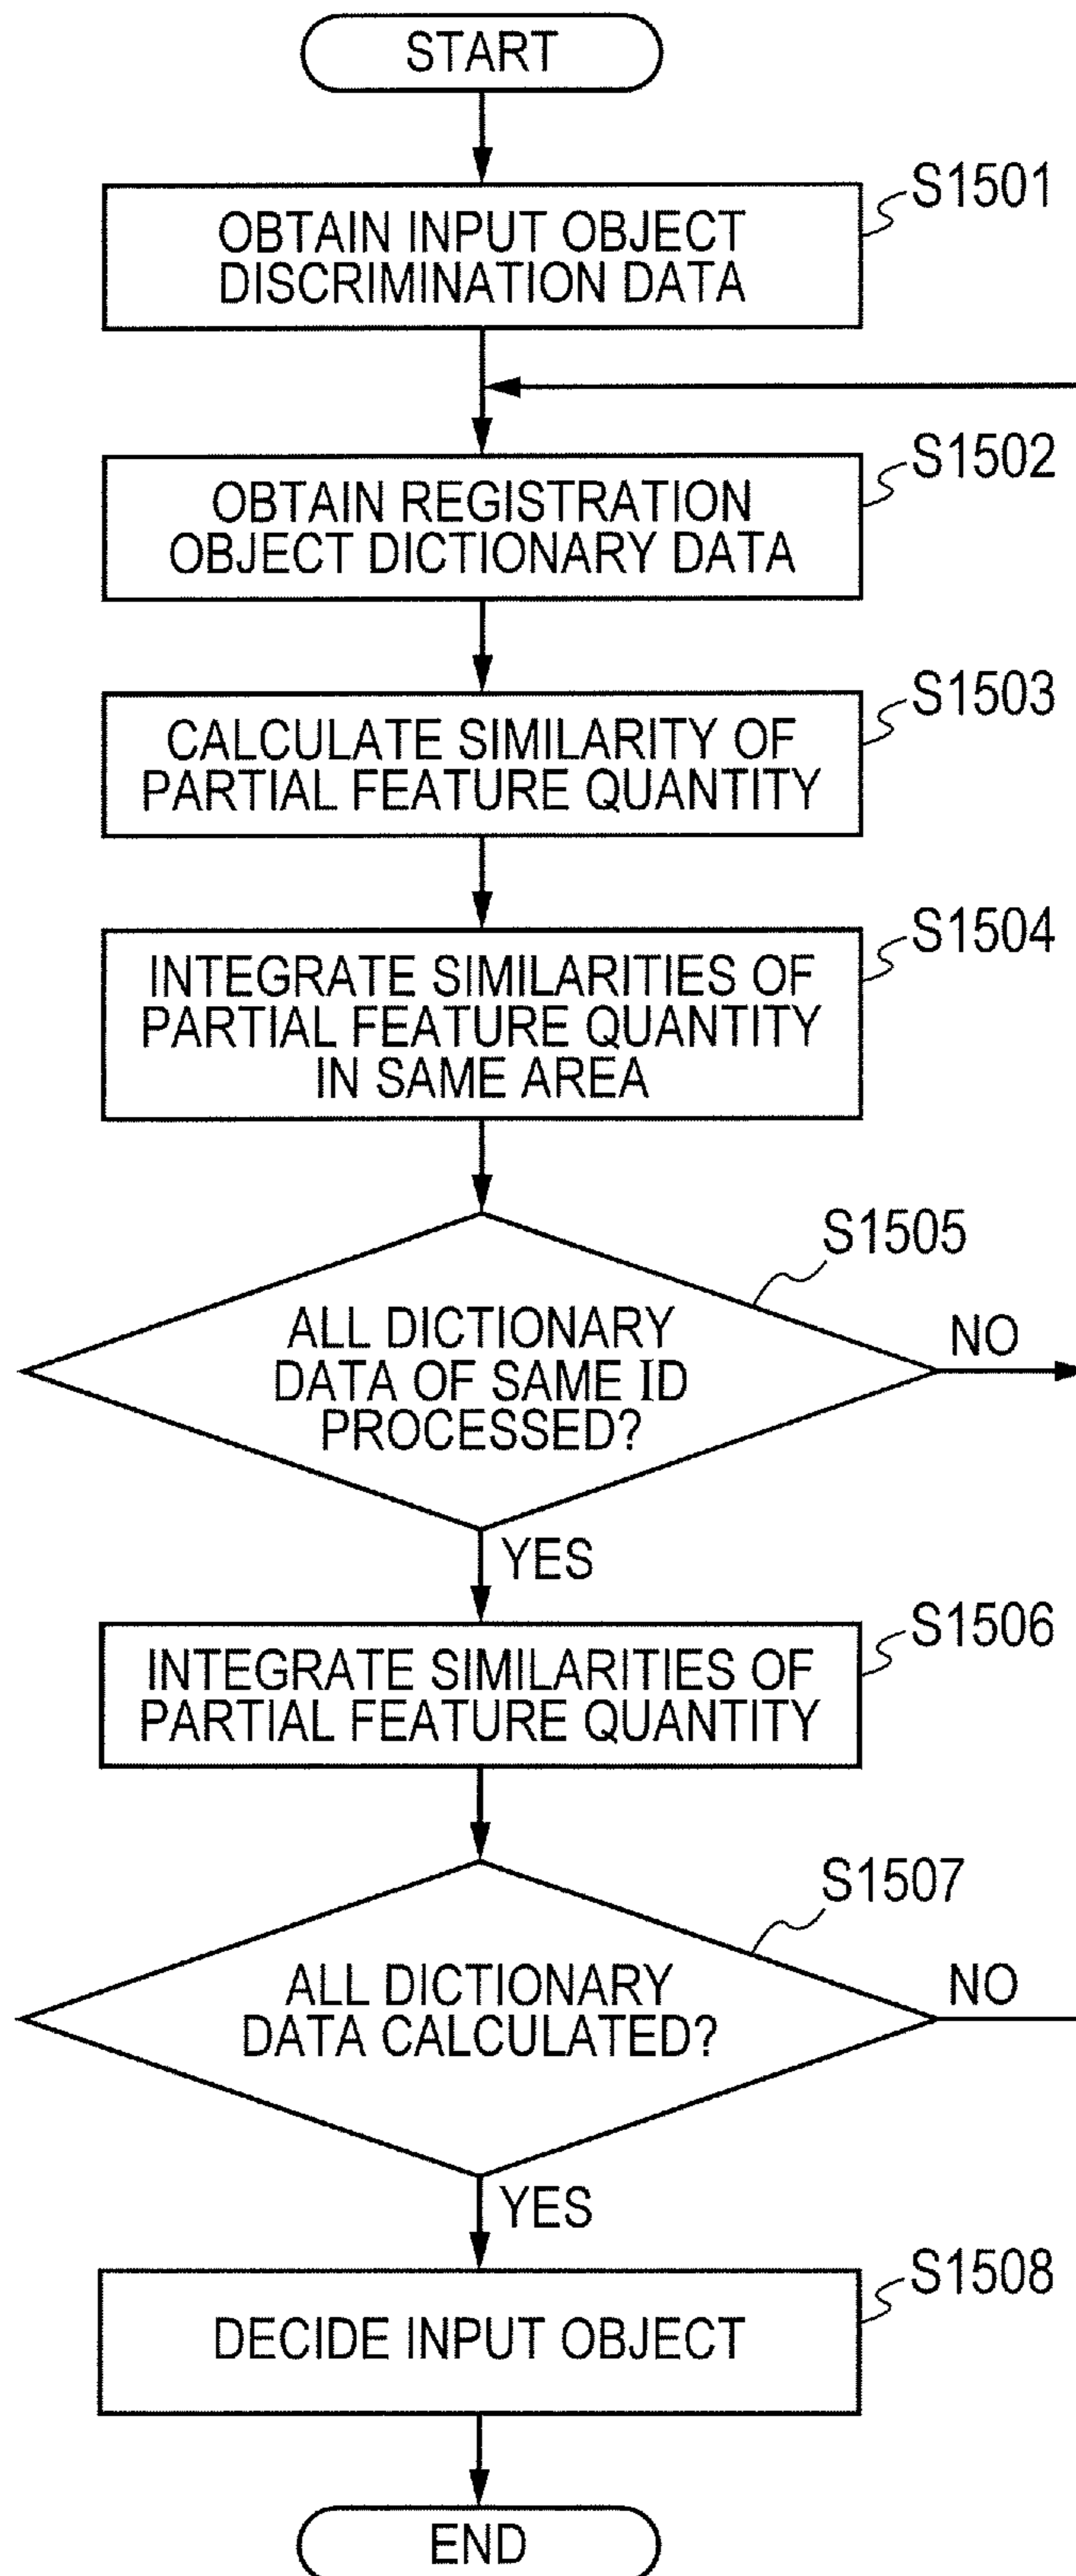 START
S1501
OBTAIN INPUT OBJECT
DISCRIMINATION DATA
S1502
OBTAIN REGISTRATION
OBJECT DICTIONARY DATA
S1503
CALCULATE SIMILARITY OF
PARTIAL FEATURE QUANTITY
S1504
INTEGRATE SIMILARITIES OF
PARTIAL FEATURE QUANTITY
IN SAME AREA
S1505
ALL DICTIONARY
DATA OF SAME ID
PROCESSED?
NO
YES
S1506
INTEGRATE SIMILARITIES OF
PARTIAL FEATURE QUANTITY
S1507
ALL DICTIONARY
DATA CALCULATED?
NO
YES
S1508
DECIDE INPUT OBJECT
END